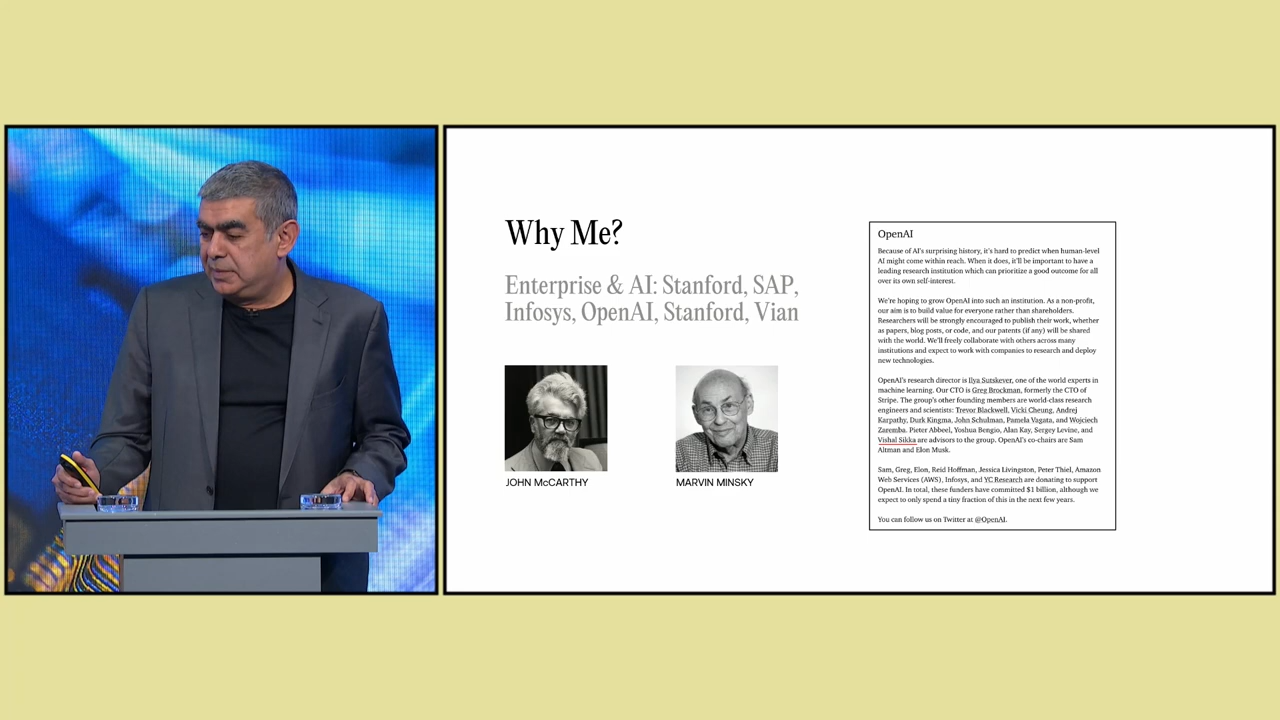 Why Me?
Enterprise & AI: Stanford, SAP,
Infosys, OpenAI, Stanford, Vian
JOHN McCARTHY
MARVIN MINSKY
OpenAI
Because of AI's surprising history, it's hard to predict when human-level
AI might come within reach. When it does, it'll be important to have a
leading research institution which can prioritize a good outcome for all
over its own self-interest.
We're hoping to grow OpenAI into such an institution. As a non-profit,
our aim is to build value for everyone rather than shareholders.
Researchers will be strongly encouraged to publish their work, whether
as papers, blog posts, or code, and our patents (if any) will be shared
with the world. We'll freely collaborate with others across many
institutions and expect to work with companies to research and deploy
new technologies.
OpenAI's research director is Ilya Sutskever, one of the world experts in
machine learning. Our CTO is Greg Brockman, formerly the CTO of
Stripe. The group's other founding members are world-class research
engineers and scientists: Trevor Blackwell, Vicki Cheung, Andrej
Karpathy, Durk Kingma, John Schulman, Pamela Vagata, and Wojciech
Zaremba. Pieter Abbeel, Yoshua Bengio, Alan Kay, Sergey Levine, and
Vishal Sikka are advisors to the group. OpenAI's co-chairs are Sam
Altman and Elon Musk.
Sam, Greg, Elon, Reid Hoffman, Jessica Livingston, Peter Thiel, Amazon
Web Services (AWS), Infosys, and YC Research are donating to support
OpenAI. In total, these funders have committed $1 billion, although we
expect to only spend a tiny fraction of this in the next few years.
You can follow us on Twitter at @OpenAI.